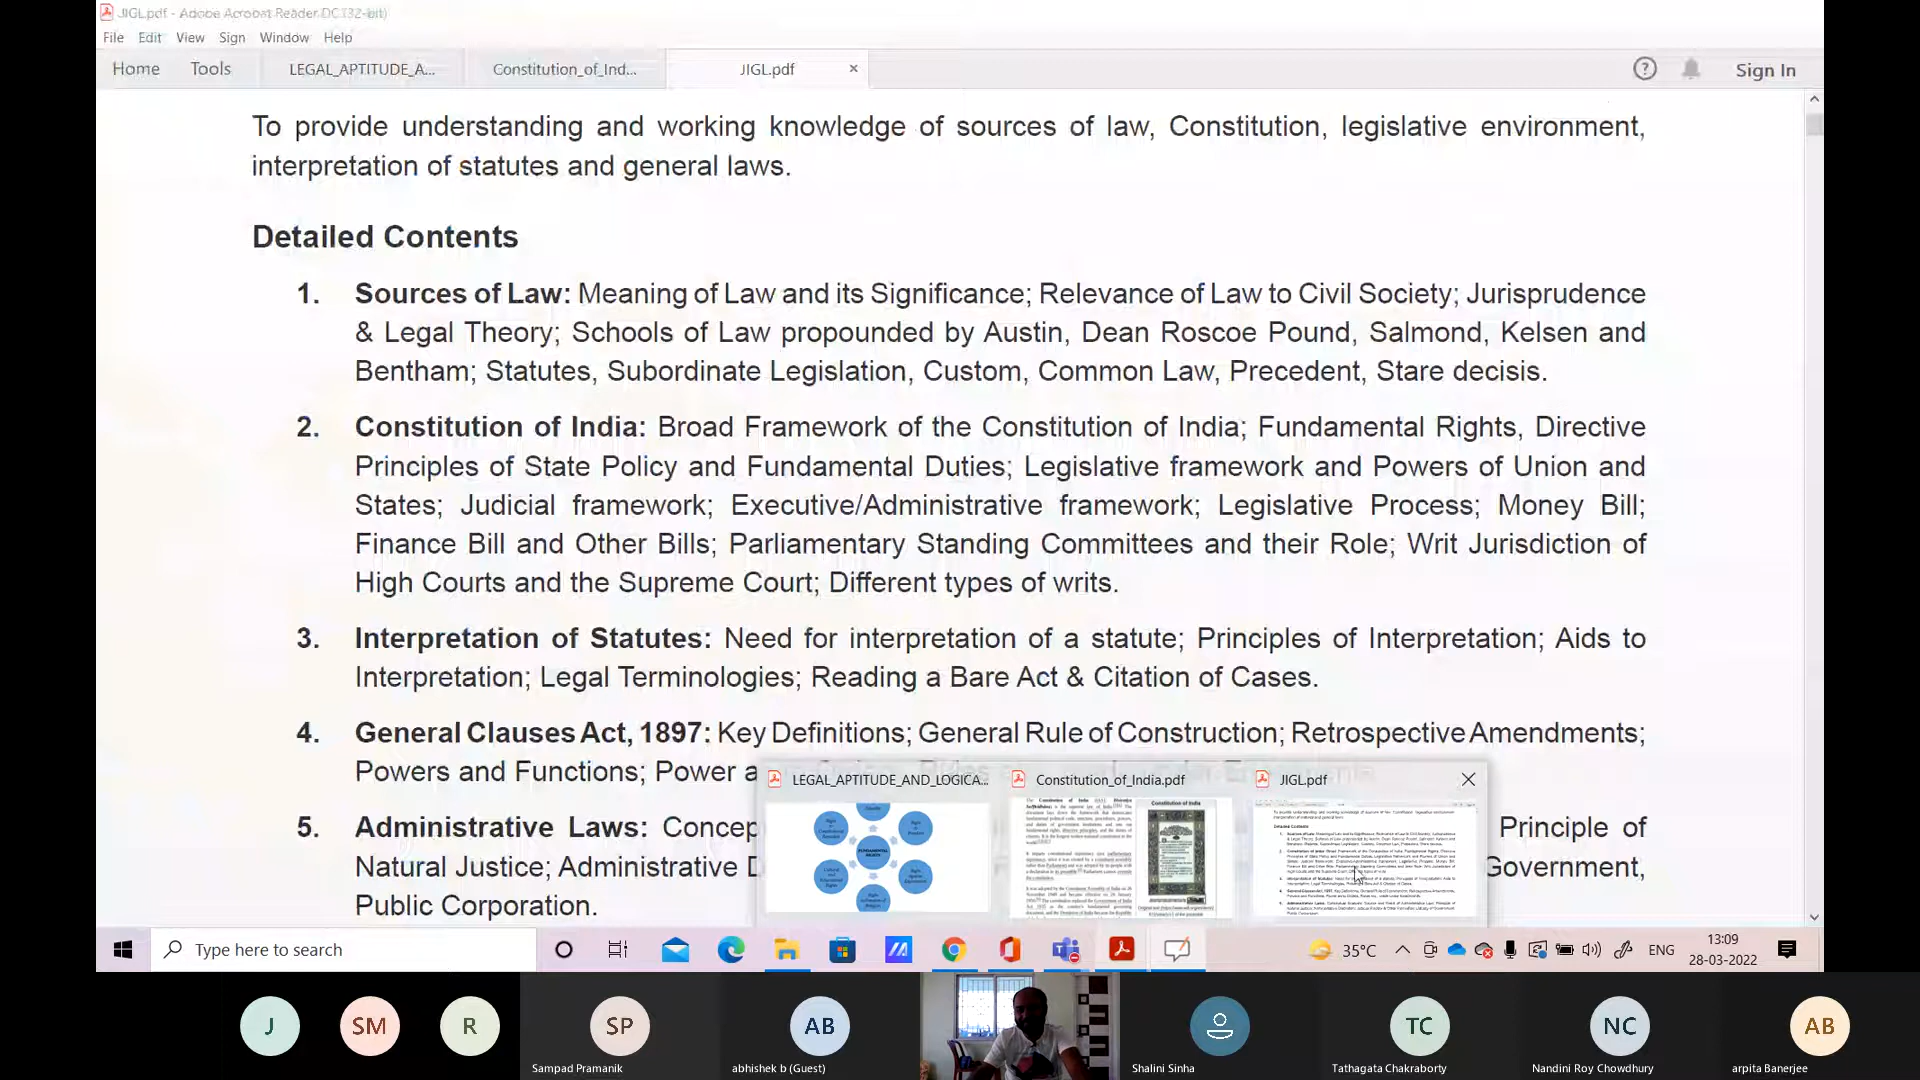 JIGL.pdf - Adobe Acrobat Reader DC (32-bit)
File Edit View Sign Window Help
Home Tools LEGAL_APTITUDE_A... Constitution_of_Ind... JIGL.pdf × Sign In
To provide understanding and working knowledge of sources of law, Constitution, legislative environment,
interpretation of statutes and general laws.
Detailed Contents
1. Sources of Law: Meaning of Law and its Significance; Relevance of Law to Civil Society; Jurisprudence
& Legal Theory; Schools of Law propounded by Austin, Dean Roscoe Pound, Salmond, Kelsen and
Bentham; Statutes, Subordinate Legislation, Custom, Common Law, Precedent, Stare decisis.
2. Constitution of India: Broad Framework of the Constitution of India; Fundamental Rights, Directive
Principles of State Policy and Fundamental Duties; Legislative framework and Powers of Union and
States; Judicial framework; Executive/Administrative framework; Legislative Process; Money Bill;
Finance Bill and Other Bills; Parliamentary Standing Committees and their Role; Writ Jurisdiction of
High Courts and the Supreme Court; Different types of writs.
3. Interpretation of Statutes: Need for interpretation of a statute; Principles of Interpretation; Aids to
Interpretation; Legal Terminologies; Reading a Bare Act & Citation of Cases.
4. General Clauses Act, 1897: Key Definitions; General Rule of Construction; Retrospective Amendments;
Powers and Functions; Power a
LEGAL_APTITUDE_AND_LOGICA... Constitution_of_India.pdf JIGL.pdf
Constitution of India
FUNDAMENTAL RIGHTS
5. Administrative Laws: Concep Principle of
Natural Justice; Administrative D Government,
Public Corporation.
Type here to search 35°C ENG 13:09
28-03-2022
J SM R SP AB TC NC AB
Sampad Pramanik abhishek b (Guest) Shalini Sinha Tathagata Chakraborty Nandini Roy Chowdhury arpita Banerjee